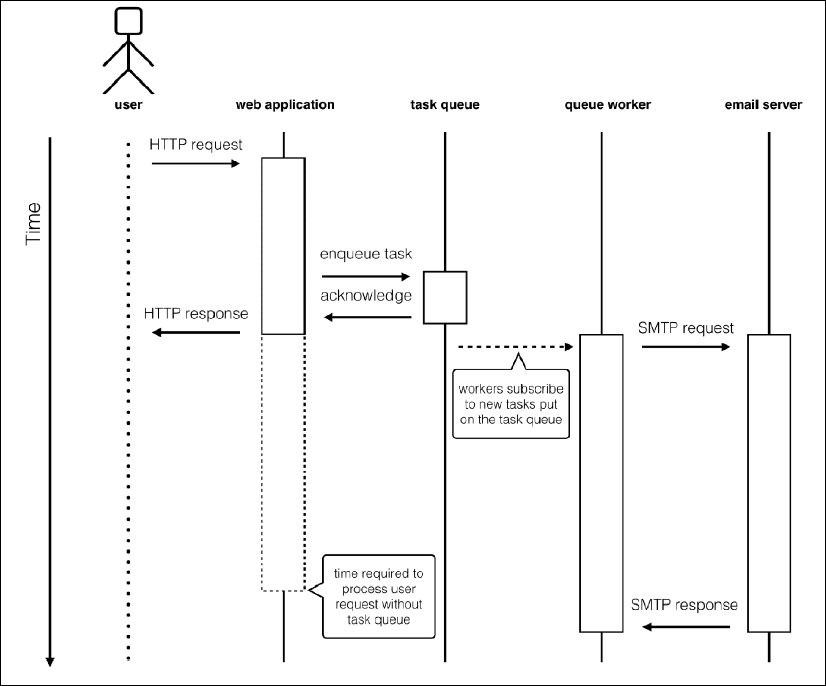 user
web application
task queue
queue worker
email server
HTTP request
Time
enqueue task
acknowledge
HTTP response
SMTP request
workers subscribe
to new tasks put
on the task queue
time required to
process user
request without
task queue
SMTP response